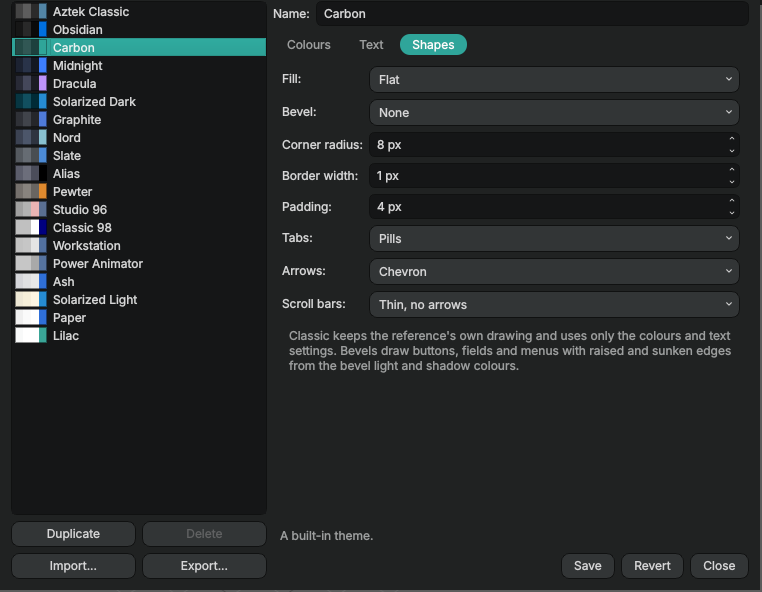 Aztek Classic
Obsidian
Carbon
Midnight
Dracula
Solarized Dark
Graphite
Nord
Slate
Alias
Pewter
Studio 96
Classic 98
Workstation
Power Animator
Ash
Solarized Light
Paper
Lilac
Duplicate
Delete
Import...
Export...
Name: Carbon
Colours Text Shapes
Fill: Flat
Bevel: None
Corner radius: 8 px
Border width: 1 px
Padding: 4 px
Tabs: Pills
Arrows: Chevron
Scroll bars: Thin, no arrows
Classic keeps the reference's own drawing and uses only the colours and text
settings. Bevels draw buttons, fields and menus with raised and sunken edges
from the bevel light and shadow colours.
A built-in theme.
Save Revert Close